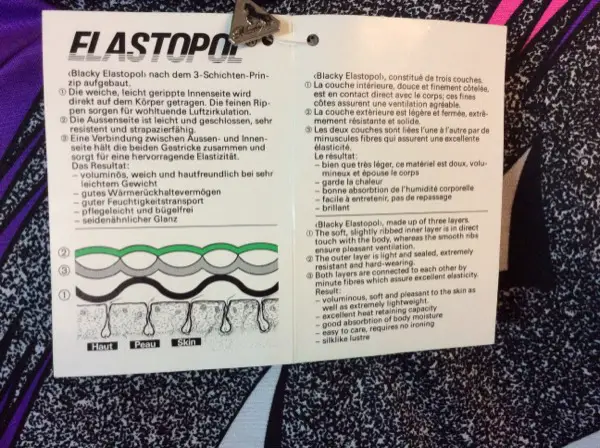 ELASTOPOL
‹Blacky Elastopol› nach dem 3-Schichten-Prin-
zip aufgebaut.
① Die weiche, leicht gerippte Innenseite wird
direkt auf dem Körper getragen. Die feinen Rip-
pen sorgen für wohltuende Luftzirkulation.
② Die Aussenseite ist leicht und geschlossen, sehr
resistent und strapazierfähig.
③ Eine Verbindung zwischen Aussen- und Innen-
seite hält die beiden Gestricke zusammen und
sorgt für eine hervorragende Elastizität.
Das Resultat:
– voluminös, weich und hautfreundlich bei sehr
leichtem Gewicht
– gutes Wärmerückhaltevermögen
– guter Feuchtigkeitstransport
– pflegeleicht und bügelfrei
– seidenähnlicher Glanz
②
③
①
Haut Peau Skin
‹Blacky Elastopol›, constitué de trois couches.
① La couche intérieure, douce et finement côtelée,
est en contact direct avec le corps; ces fines
côtes assurent une ventilation agréable.
② La couche extérieure est légère et fermée, extrê-
mement résistante et solide.
③ Les deux couches sont liées l'une à l'autre par de
minuscules fibres qui assurent une excellente
élasticité.
Le résultat:
– bien que très léger, ce matériel est doux, volu-
mineux et épouse le corps
– garde la chaleur
– bonne absorption de l'humidité corporelle
– facile à entretenir, pas de repassage
– brillant
‹Blacky Elastopol›, made up of three layers.
① The soft, slightly ribbed inner layer is in direct
touch with the body, whereas the smooth ribs
ensure pleasant ventilation.
② The outer layer is light and sealed, extremely
resistant and hard-wearing.
③ Both layers are connected to each other by
minute fibres which assure excellent elasticity.
Result:
– voluminous, soft and pleasant to the skin as
well as extremely lightweight.
– excellent heat retaining capacity
– good absorption of body moisture
– easy to care, requires no ironing
– silklike lustre